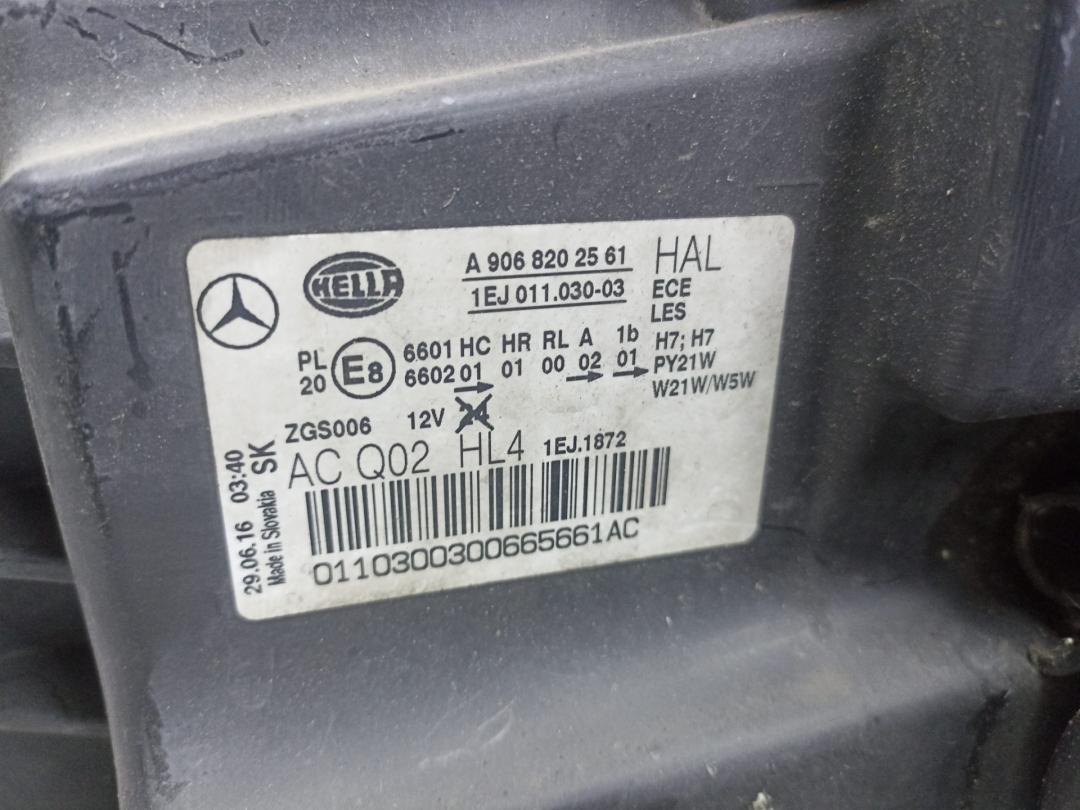 HELLA
A 906 820 25 61
1EJ 011.030-03
HAL
ECE
LES
PL
20
E8
6601 HC HR RL A 1b
6602 01 01 00 02 01
H7; H7
PY21W
W21W/W5W
ZGS006 12V 24
AC Q02 HL4 1EJ.1872
0110300300665661AC
29.06.16 03:40
Made in Slovakia SK